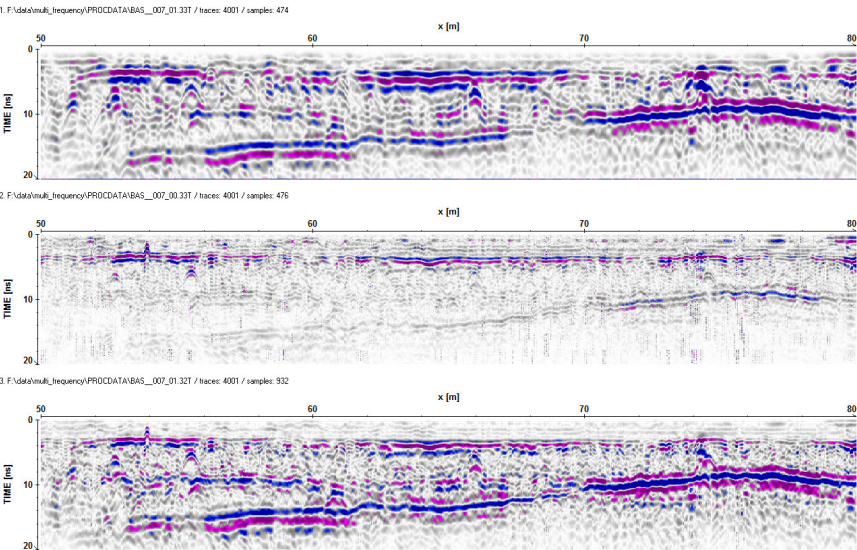 1. F:\data\multi_frequency\PROCDATA\BAS__007_01.33T / traces: 4001 / samples: 474
x [m]
50 60 70 80
0
TIME [ns]
10
20
2. F:\data\multi_frequency\PROCDATA\BAS__007_00.33T / traces: 4001 / samples: 476
x [m]
50 60 70 80
0
TIME [ns]
10
20
3. F:\data\multi_frequency\PROCDATA\BAS__007_01.32T / traces: 4001 / samples: 932
x [m]
50 60 70 80
0
TIME [ns]
10
20